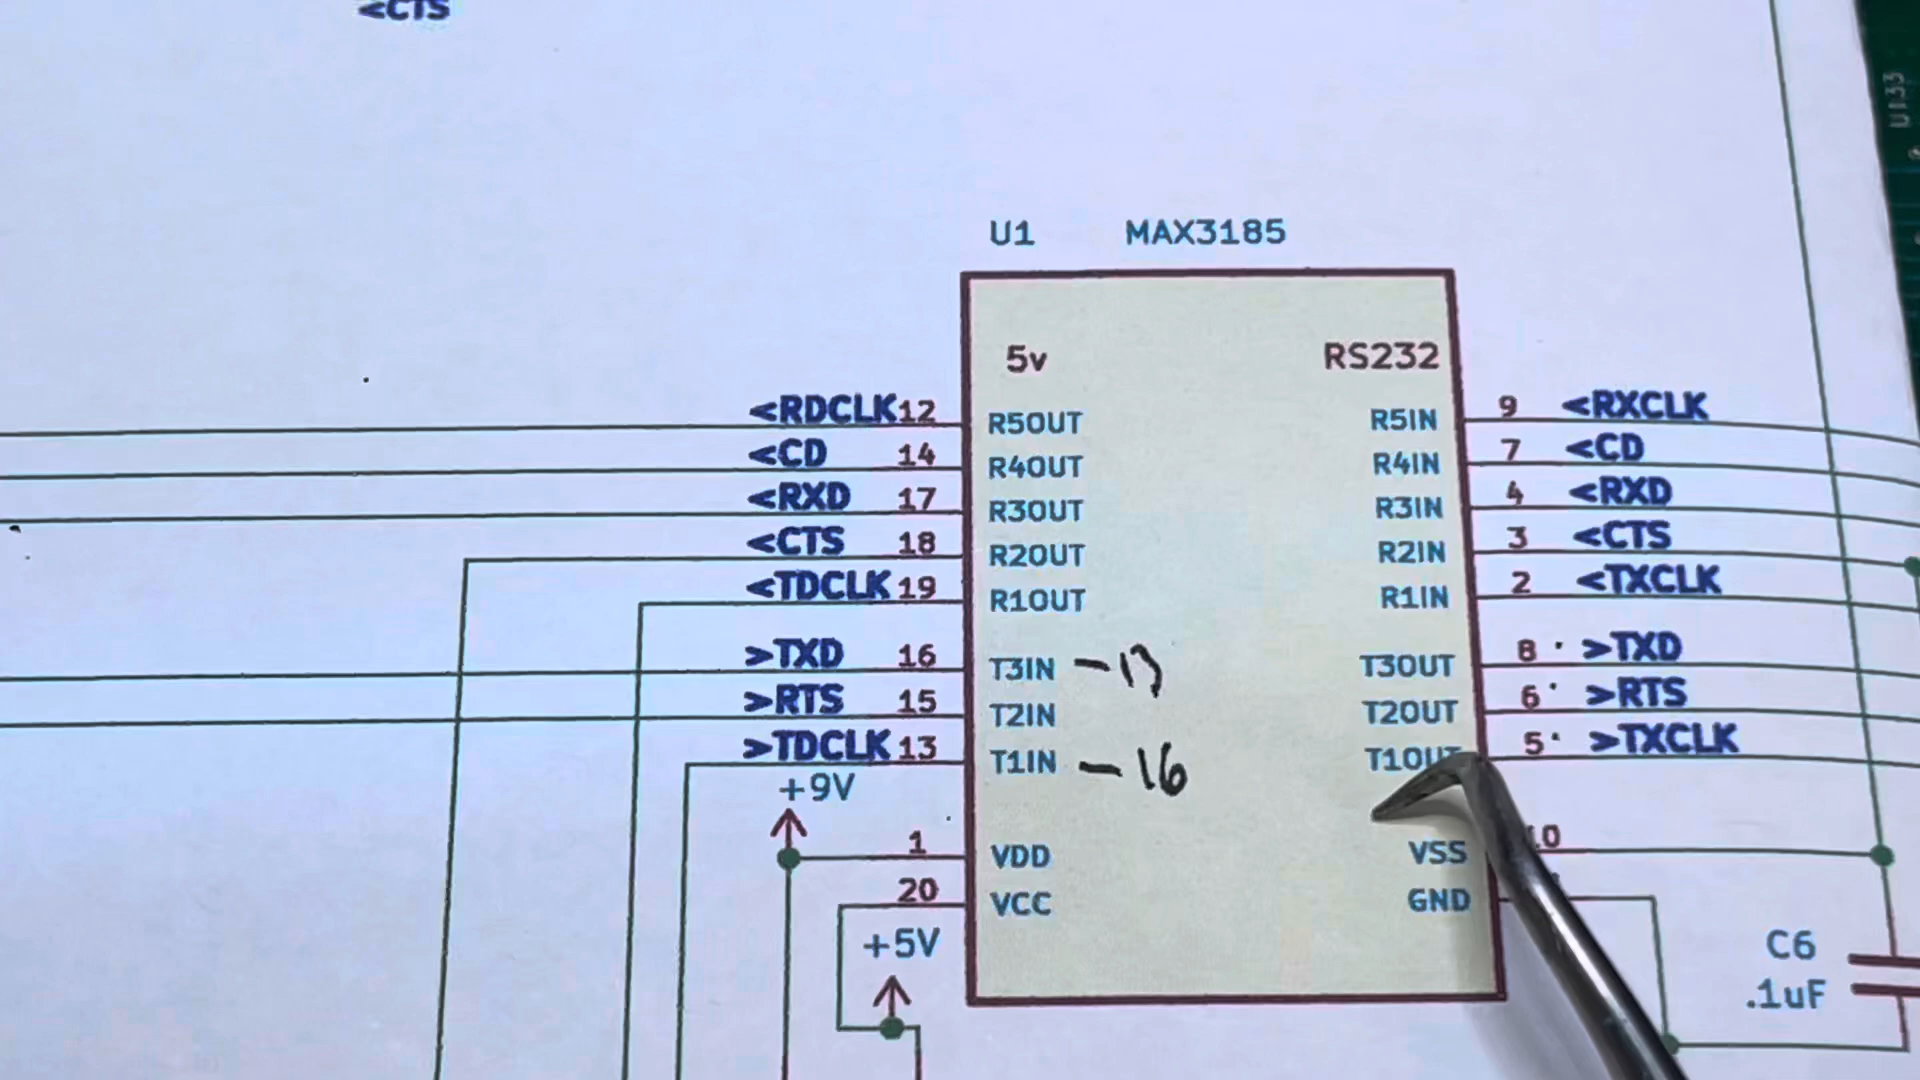 <CTS
U133
U1 MAX3185
5v RS232
<RDCLK 12 R5OUT R5IN 9 <RXCLK
<CD 14 R4OUT R4IN 7 <CD
<RXD 17 R3OUT R3IN 4 <RXD
<CTS 18 R2OUT R2IN 3 <CTS
<TDCLK 19 R1OUT R1IN 2 <TXCLK
>TXD 16 T3IN - 13 T3OUT 8 >TXD
>RTS 15 T2IN T2OUT 6 >RTS
>TDCLK 13 T1IN - 16 T1OUT 5 >TXCLK
+9V
1 VDD VSS 10
20 VCC GND
+5V
C6
.1uF